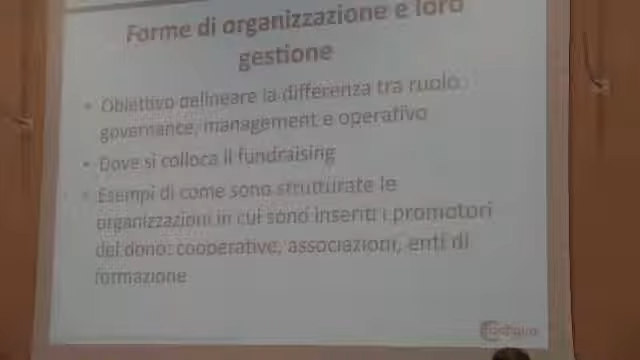 Forme di organizzazione e loro
gestione
• Obiettivo delineare la differenza tra ruolo
governance, management e operativo
• Dove si colloca il fundraising
• Esempi di come sono strutturate le
organizzazioni in cui sono inseriti i promotori
del dono: cooperative, associazioni, enti di
formazione